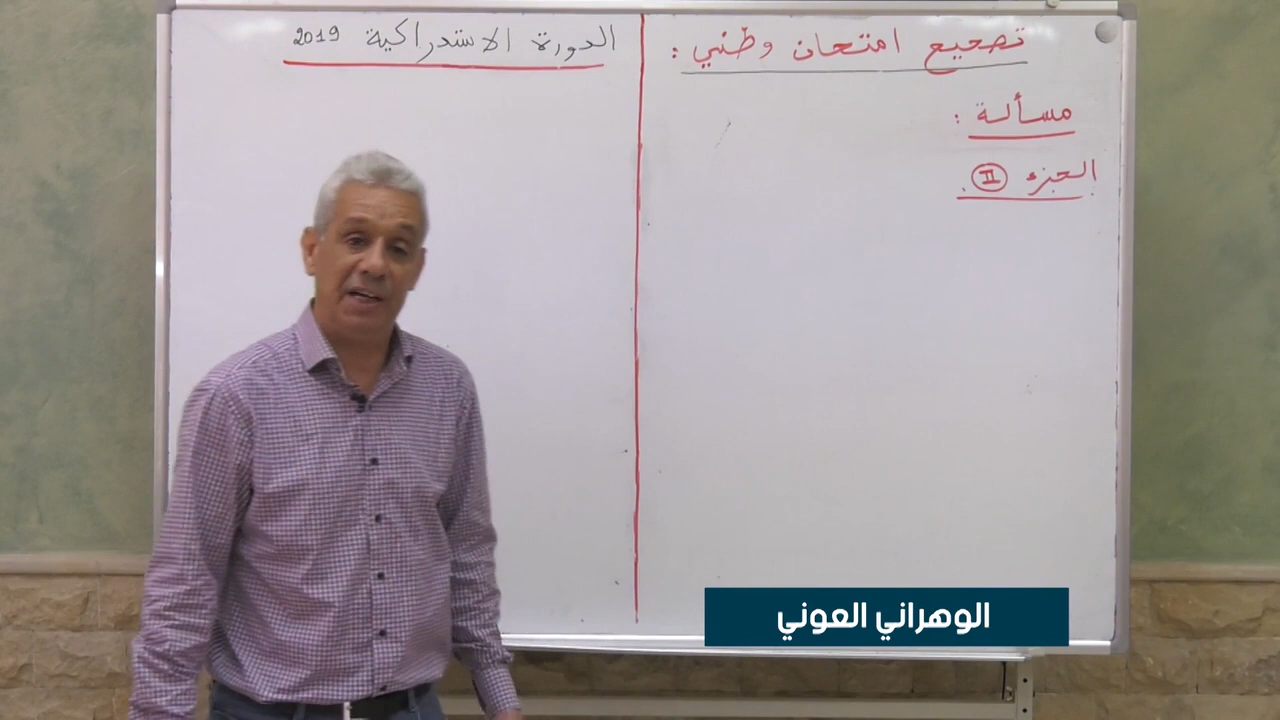 تصحيح امتحان وطني :
الدورة الاستدراكية 2019
مسألة :
الجزء II
الوهراني العوني